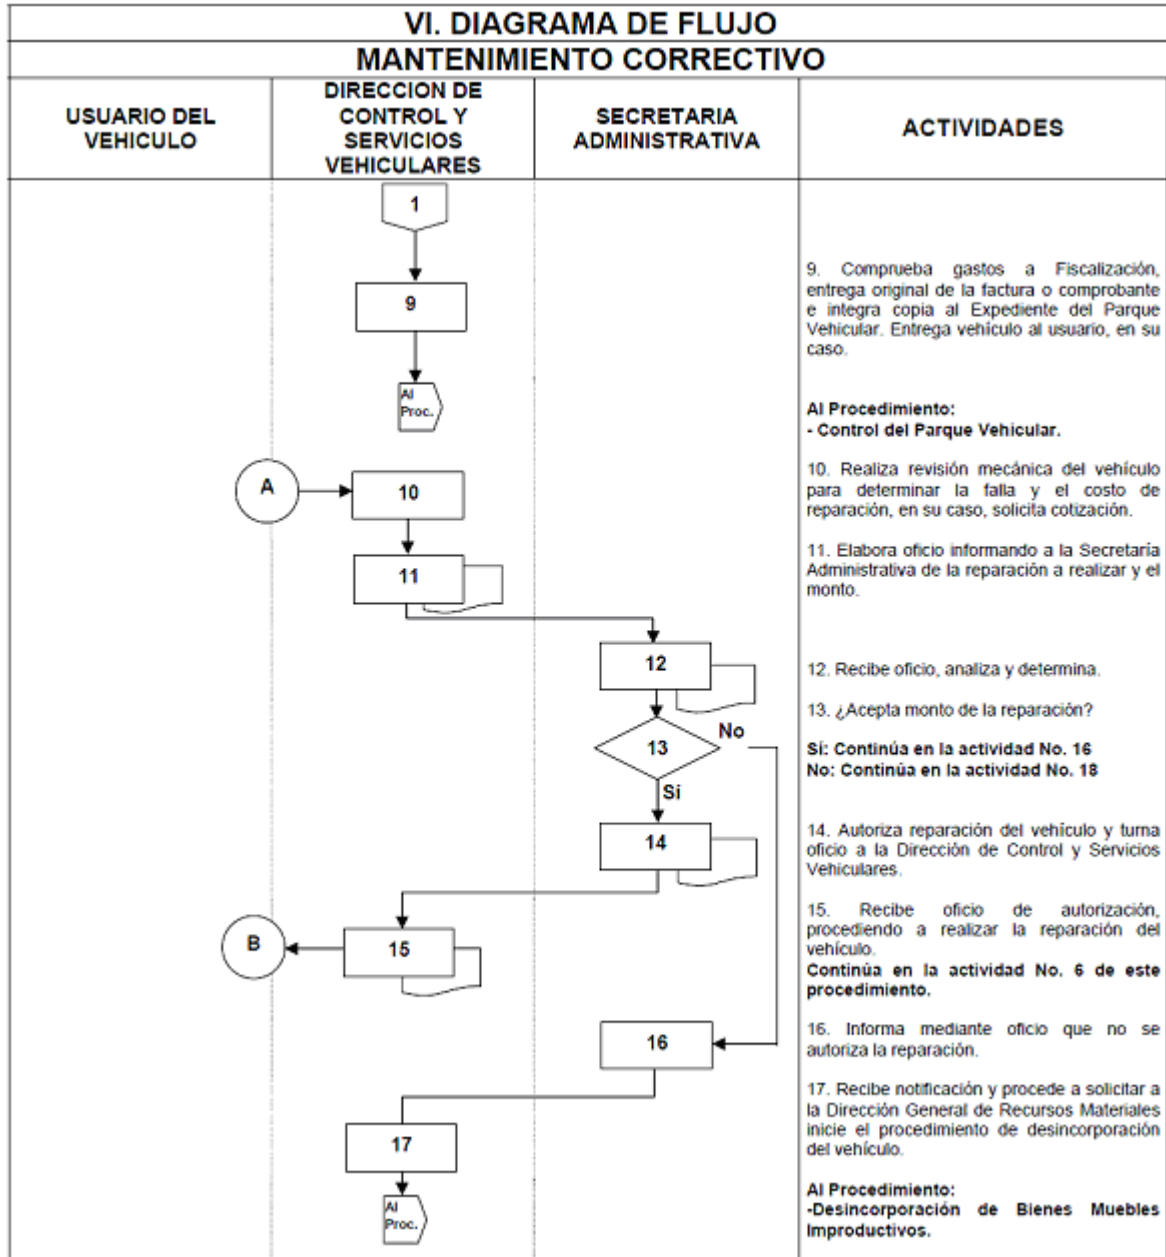 VI. DIAGRAMA DE FLUJO
MANTENIMIENTO CORRECTIVO
USUARIO DEL
VEHICULO
DIRECCION DE
CONTROL Y
SERVICIOS
VEHICULARES
SECRETARIA
ADMINISTRATIVA
ACTIVIDADES
1
9
Al
Proc.
A
10
11
12
13
No
Sí
14
B
15
16
17
Al
Proc.
9. Comprueba gastos a Fiscalización,
entrega original de la factura o comprobante
e integra copia al Expediente del Parque
Vehicular. Entrega vehículo al usuario, en su
caso.
Al Procedimiento:
- Control del Parque Vehicular.
10. Realiza revisión mecánica del vehículo
para determinar la falla y el costo de
reparación, en su caso, solicita cotización.
11. Elabora oficio informando a la Secretaría
Administrativa de la reparación a realizar y el
monto.
12. Recibe oficio, analiza y determina.
13. ¿Acepta monto de la reparación?
Sí: Continúa en la actividad No. 16
No: Continúa en la actividad No. 18
14. Autoriza reparación del vehículo y turna
oficio a la Dirección de Control y Servicios
Vehiculares.
15. Recibe oficio de autorización,
procediendo a realizar la reparación del
vehículo.
Continúa en la actividad No. 6 de este
procedimiento.
16. Informa mediante oficio que no se
autoriza la reparación.
17. Recibe notificación y procede a solicitar a
la Dirección General de Recursos Materiales
inicie el procedimiento de desincorporación
del vehículo.
Al Procedimiento:
-Desincorporación de Bienes Muebles
Improductivos.